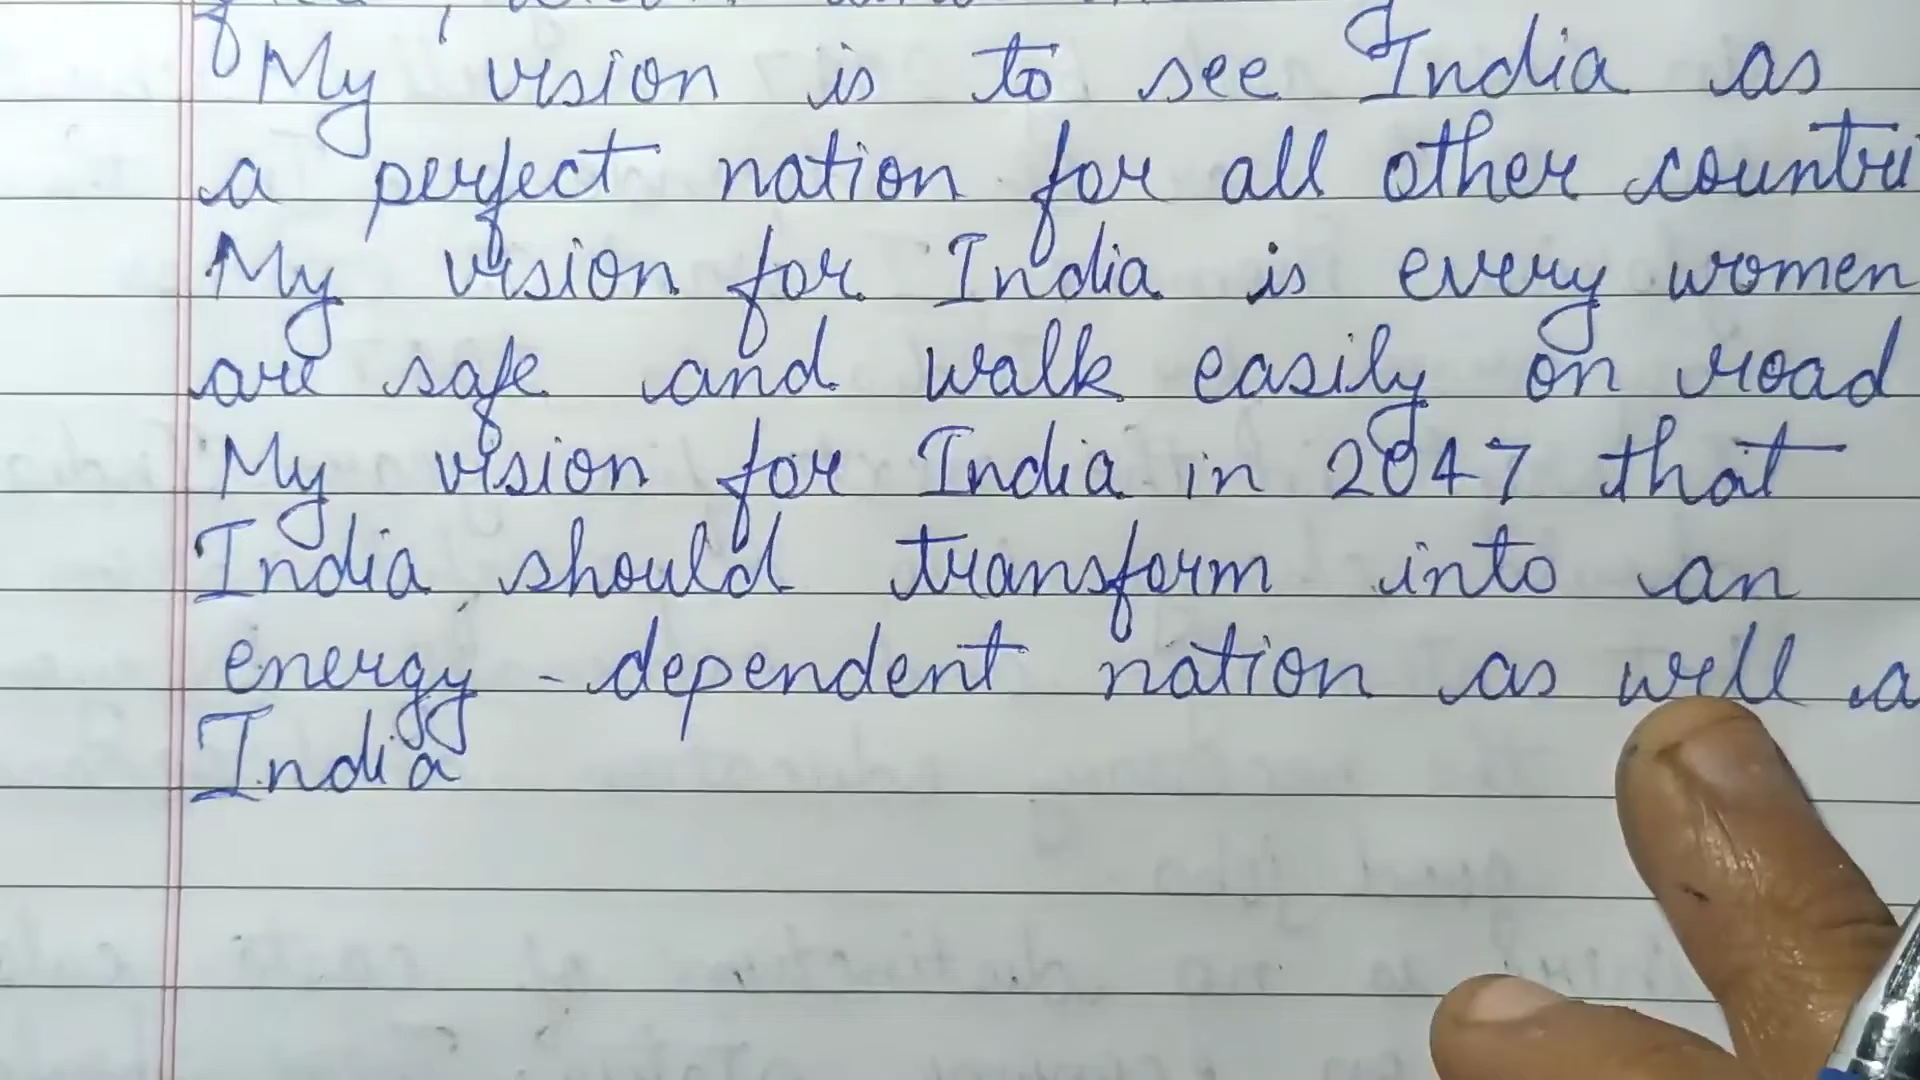 My vision is to see India as
a perfect nation for all other countri
My vision for India is every women
are safe and walk easily on road
My vision for India in 2047 that
India should transform into an
energy - dependent nation as well a
India